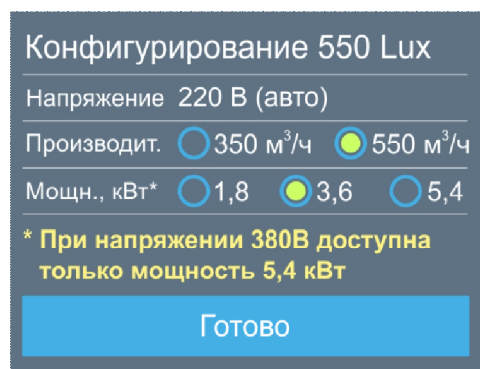 Конфигурирование 550 Lux
Напряжение 220 В (авто)
Производит. 350 м³/ч 550 м³/ч
Мощн., кВт* 1,8 3,6 5,4
* При напряжении 380В доступна
только мощность 5,4 кВт
Готово